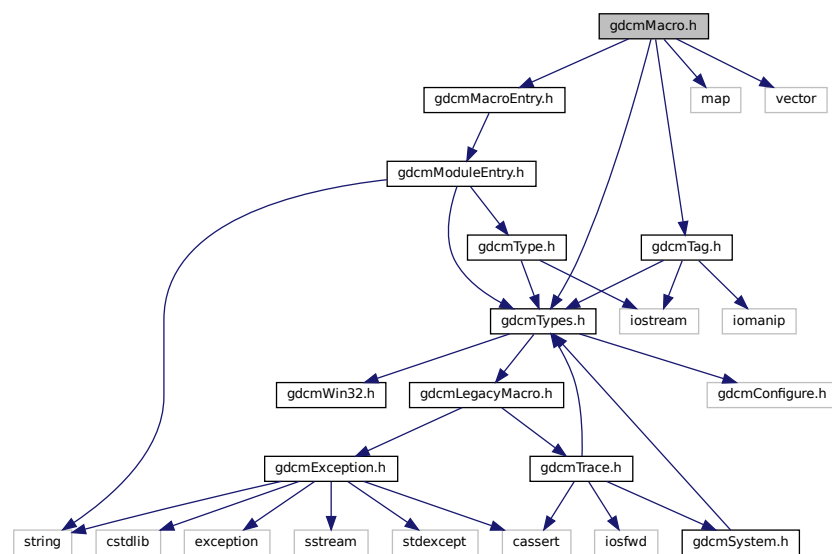 gdcmMacro.h
gdcmMacroEntry.h
map
vector
gdcmModuleEntry.h
gdcmType.h
gdcmTag.h
gdcmTypes.h
iostream
iomanip
gdcmWin32.h
gdcmLegacyMacro.h
gdcmConfigure.h
gdcmException.h
gdcmTrace.h
string
cstdlib
exception
sstream
stdexcept
cassert
iosfwd
gdcmSystem.h